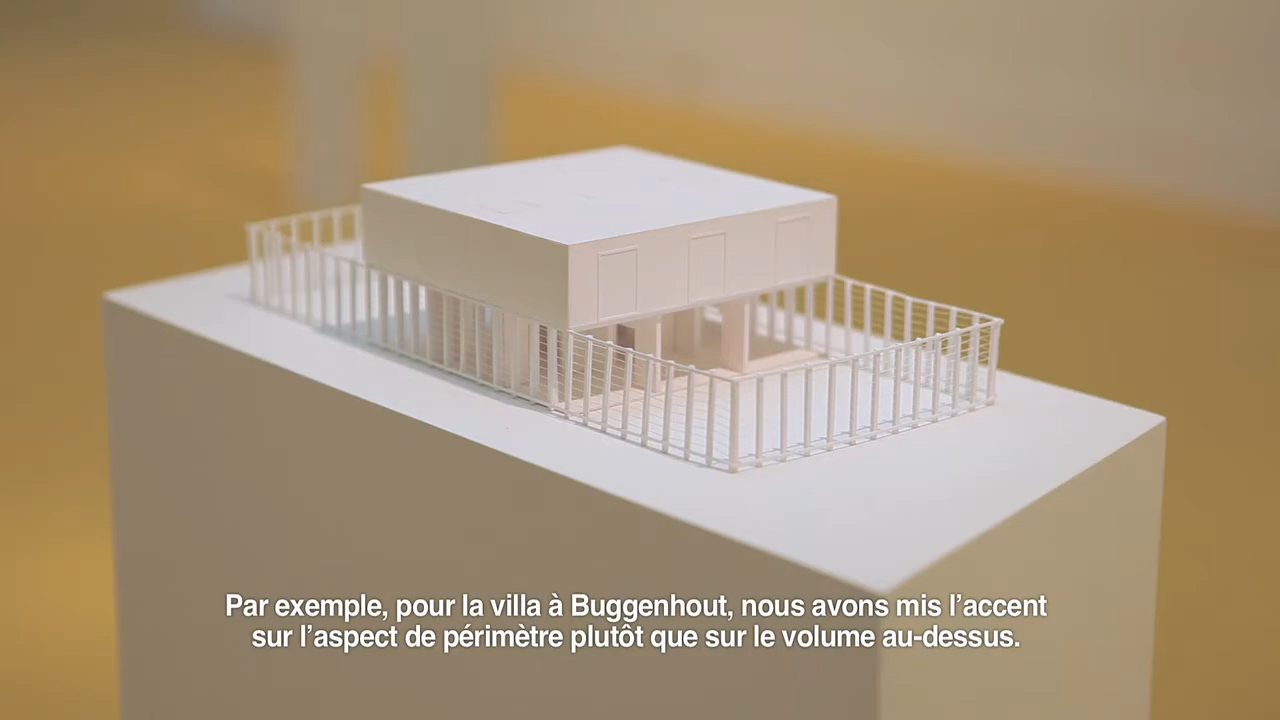 Par exemple, pour la villa à Buggenhout, nous avons mis l’accent
sur l’aspect de périmètre plutôt que sur le volume au-dessus.